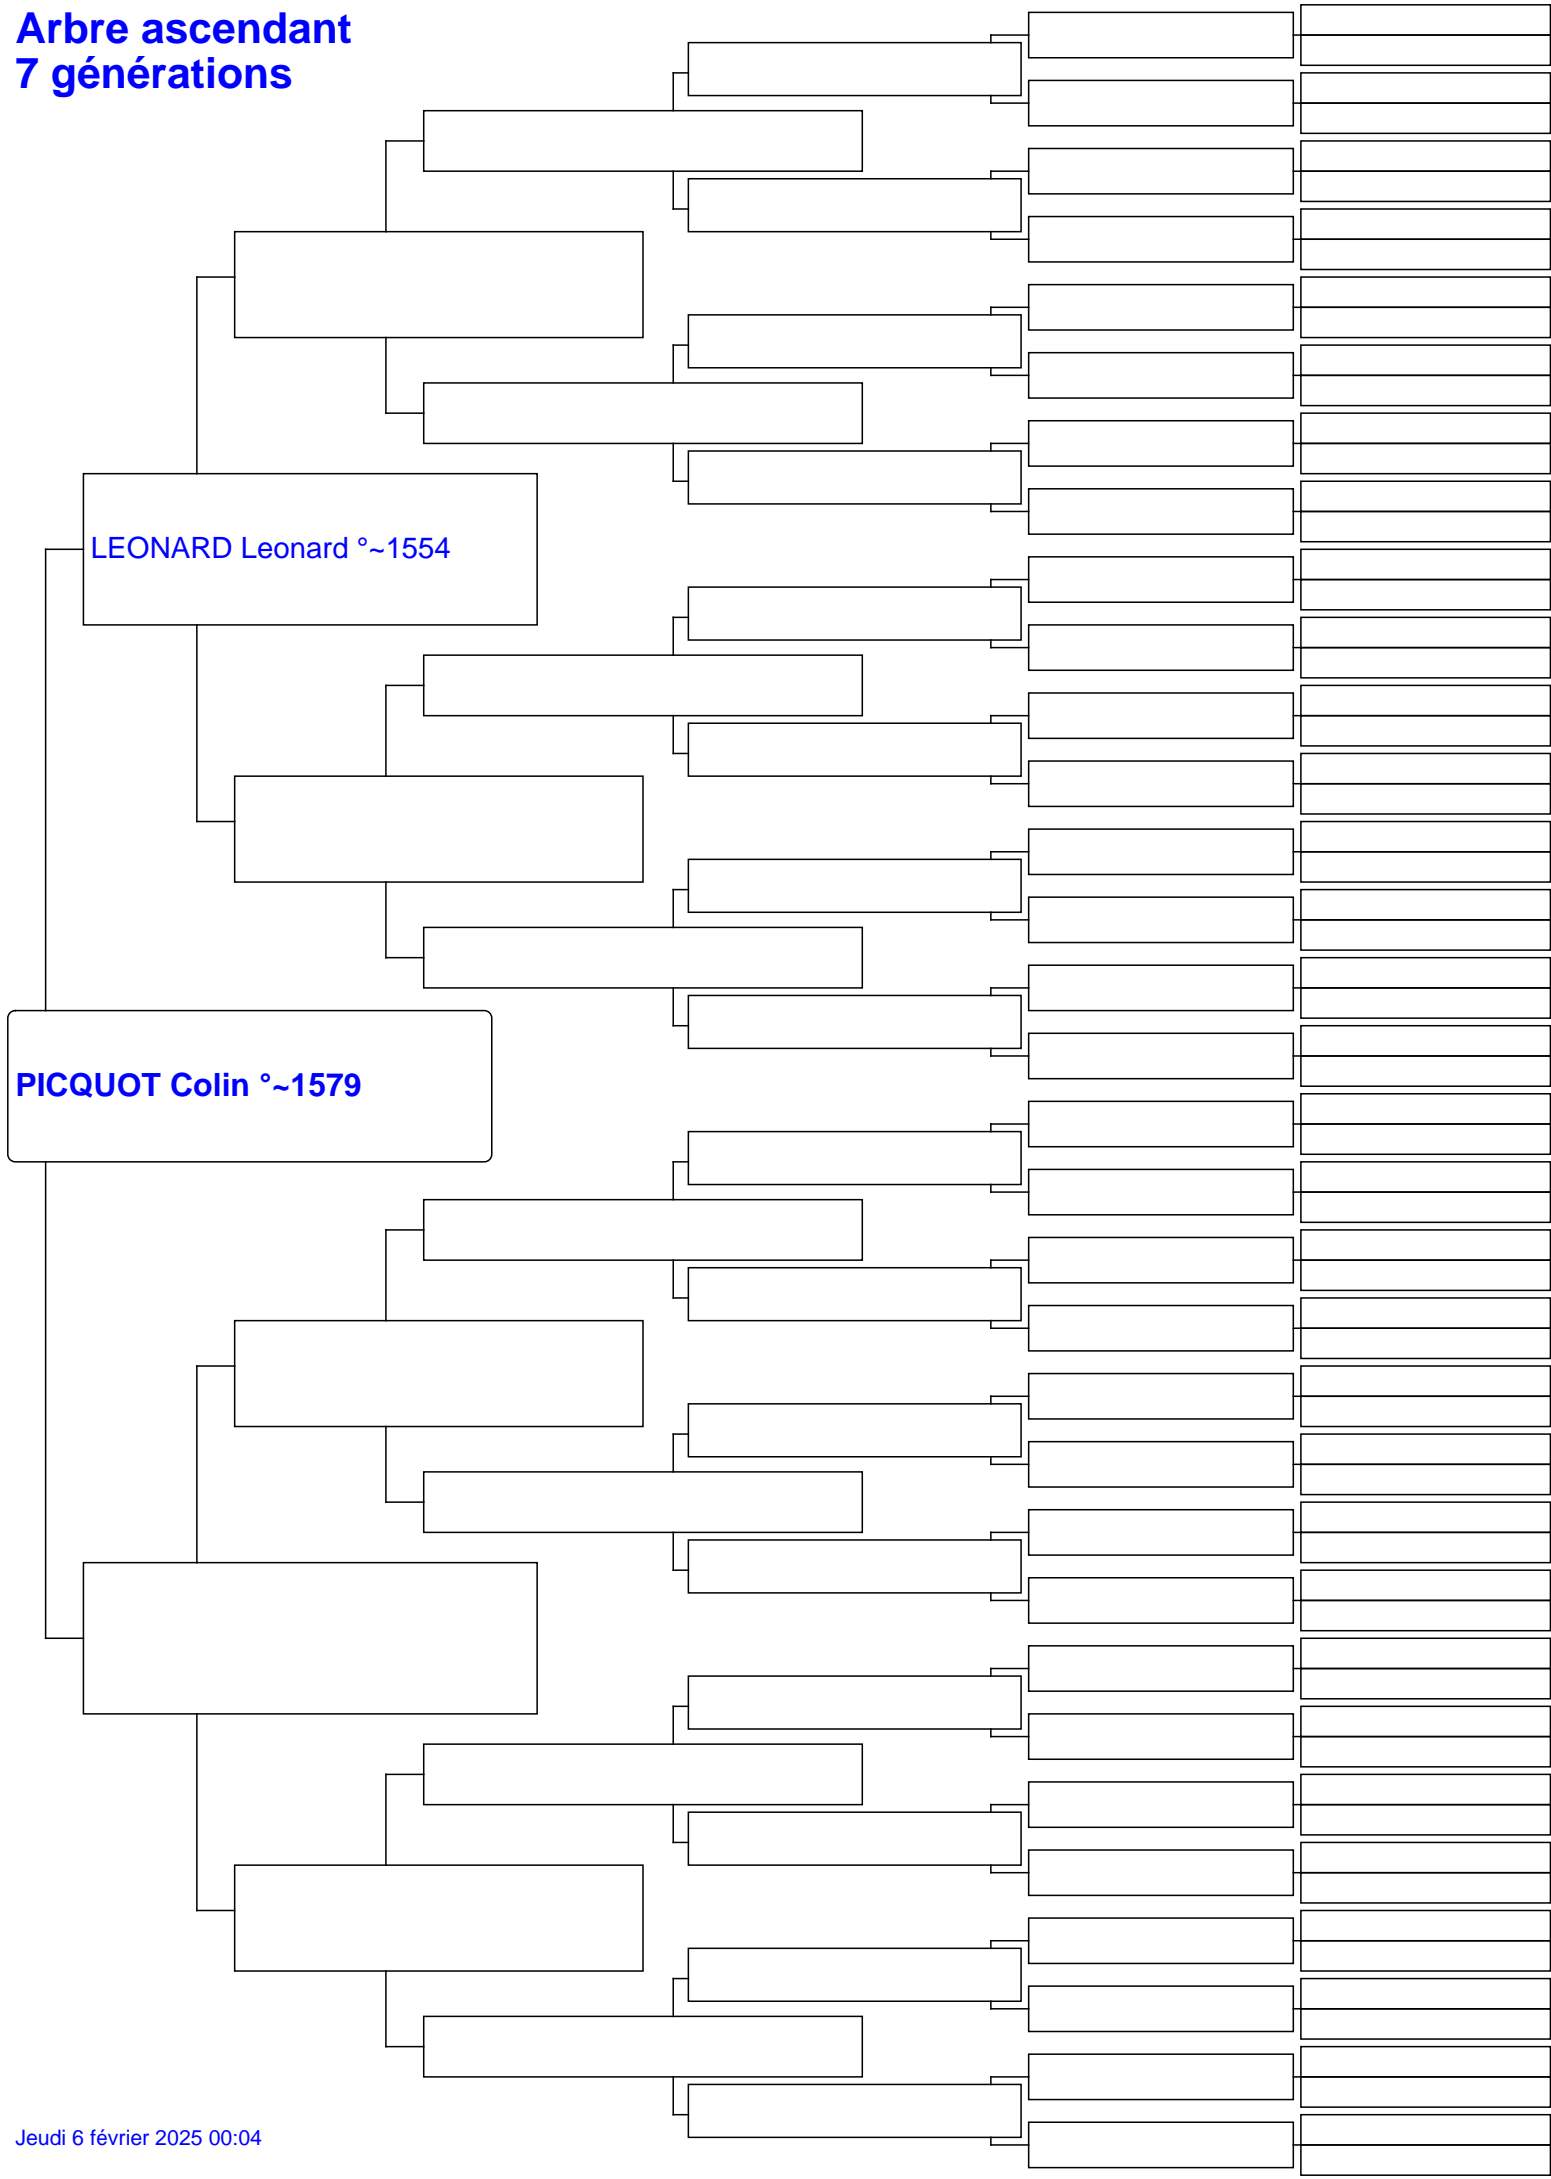 Arbre ascendant
7 générations
LEONARD Leonard °~1554
PICQUOT Colin °~1579
Jeudi 6 février 2025 00:04